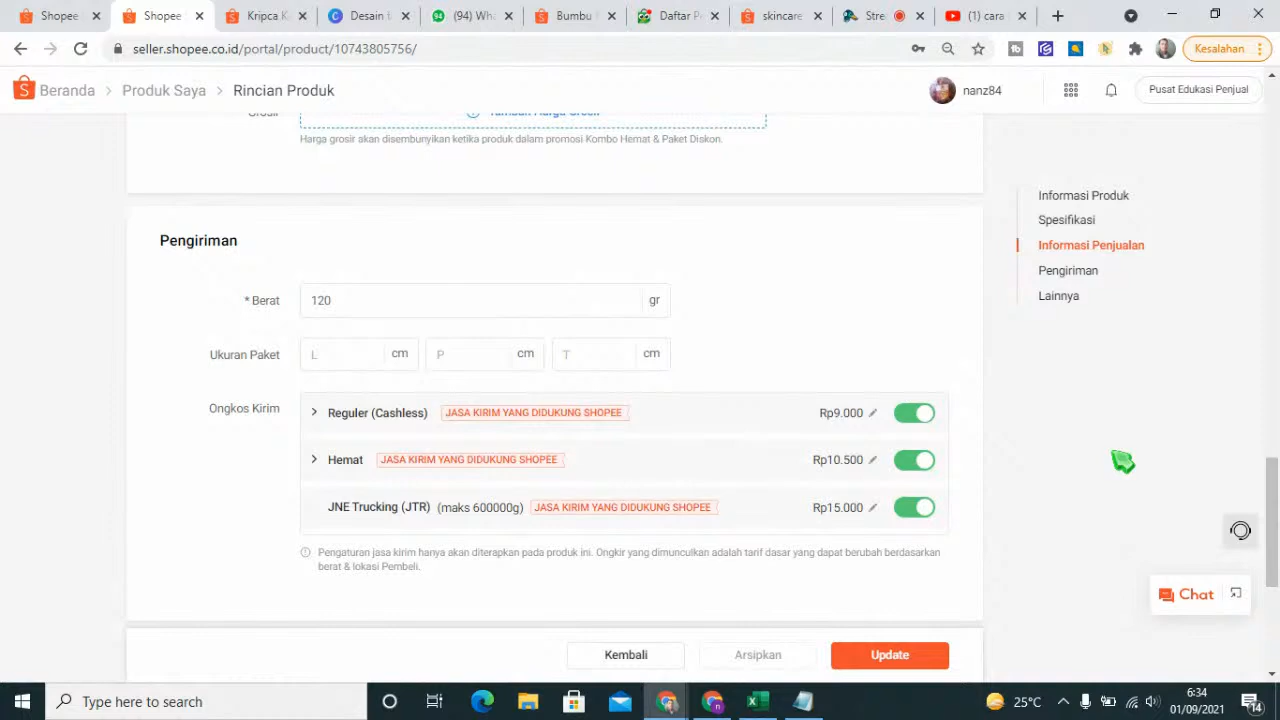 Shopee
Shopee
Kripca K
Desain t
(94) Wh
Bumbu
Daftar P
skincare
Stre
(1) cara
seller.shopee.co.id/portal/product/10743805756/
Kesalahan
Beranda > Produk Saya > Rincian Produk
nanz84
Pusat Edukasi Penjual
Grosir
Tambah Harga Grosir
Harga grosir akan disembunyikan ketika produk dalam promosi Kombo Hemat & Paket Diskon.
Informasi Produk
Spesifikasi
Informasi Penjualan
Pengiriman
Lainnya
Pengiriman
* Berat
120
gr
Ukuran Paket
L
cm
P
cm
T
cm
Ongkos Kirim
Reguler (Cashless)
JASA KIRIM YANG DIDUKUNG SHOPEE
Rp9.000
Hemat
JASA KIRIM YANG DIDUKUNG SHOPEE
Rp10.500
JNE Trucking (JTR) (maks 600000g)
JASA KIRIM YANG DIDUKUNG SHOPEE
Rp15.000
Pengaturan jasa kirim hanya akan diterapkan pada produk ini. Ongkir yang dimunculkan adalah tarif dasar yang dapat berubah berdasarkan
berat & lokasi Pembeli.
Chat
Kembali
Arsipkan
Update
Type here to search
25°C
6:34
01/09/2021
14